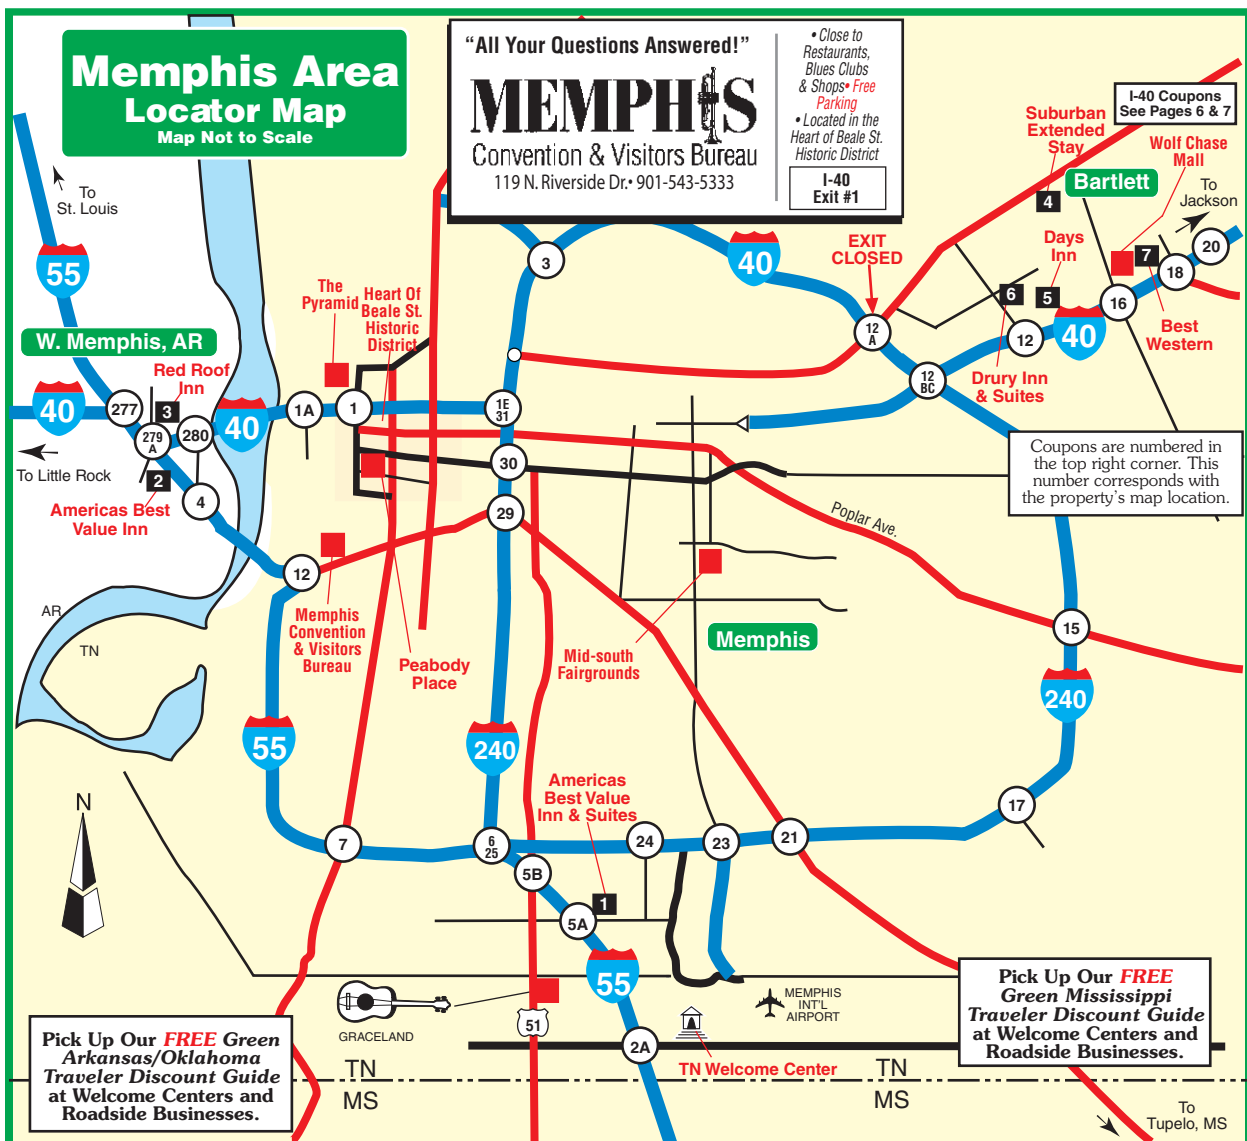 Memphis Area
Locator Map
Map Not to Scale
“All Your Questions Answered!”
MEMPHIS
Convention & Visitors Bureau
119 N. Riverside Dr.• 901-543-5333
• Close to
Restaurants,
Blues Clubs
& Shops• Free
Parking
• Located in the
Heart of Beale St.
Historic District
I-40
Exit #1
I-40 Coupons
See Pages 6 & 7
Suburban
Extended
Stay
4
Wolf Chase
Mall
Bartlett
To
Jackson
To
St. Louis
55
40
EXIT
CLOSED
Days
Inn
7
20
18
3
6
5
16
The
Pyramid
Heart Of
Beale St.
Historic
District
12
A
12
40
Best
Western
W. Memphis, AR
Red Roof
Inn
12
BC
Drury Inn
& Suites
40
277
3
279
A
280
40
1A
1
1E
31
To Little Rock
2
Americas Best
Value Inn
4
30
29
Coupons are numbered in
the top right corner. This
number corresponds with
the property’s map location.
Poplar Ave.
12
AR
TN
Memphis
Convention
& Visitors
Bureau
Peabody
Place
Mid-south
Fairgrounds
Memphis
15
240
55
240
Americas
Best Value
Inn & Suites
N
7
6
25
5B
24
23
21
17
1
5A
55
GRACELAND
51
MEMPHIS
INT’L
AIRPORT
2A
TN Welcome Center
TN
MS
TN
MS
Pick Up Our FREE Green
Arkansas/Oklahoma
Traveler Discount Guide
at Welcome Centers and
Roadside Businesses.
Pick Up Our FREE
Green Mississippi
Traveler Discount Guide
at Welcome Centers and
Roadside Businesses.
To
Tupelo, MS